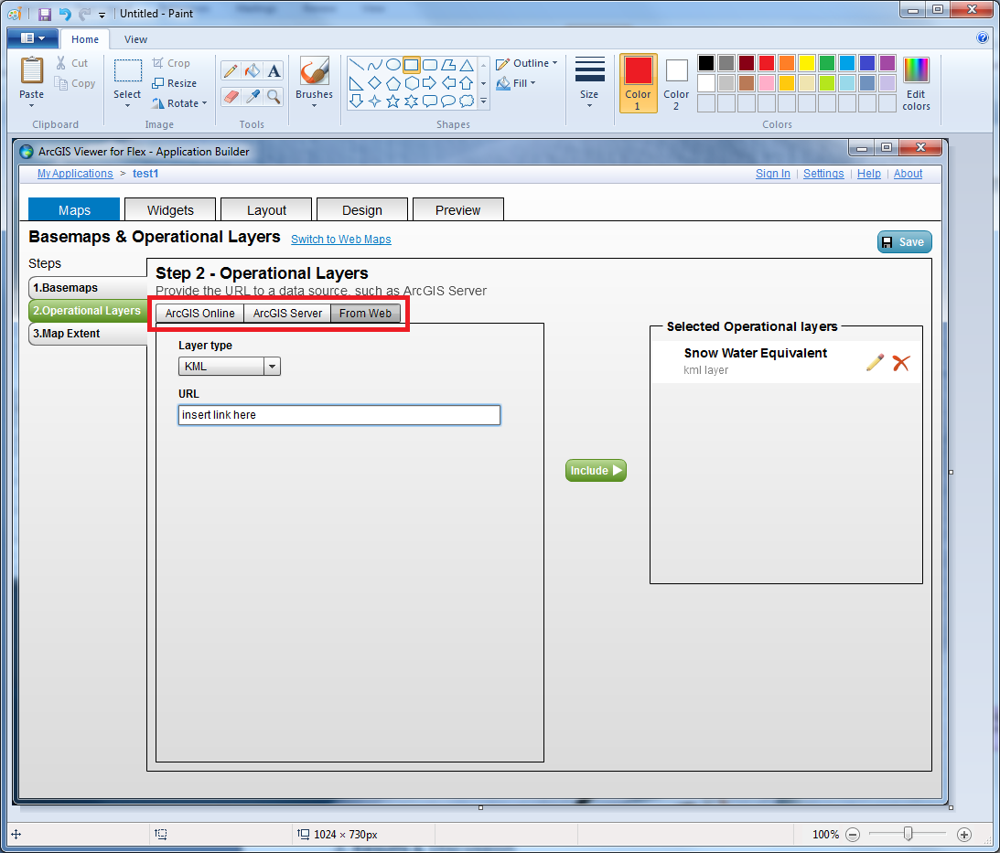 Untitled - Paint
Home View
Paste
Cut
Copy
Clipboard
Select
Crop
Resize
Rotate
Image
A
Tools
Brushes
Shapes
Outline
Fill
Size
Color 1
Color 2
Edit colors
Colors
ArcGIS Viewer for Flex - Application Builder
My Applications > test1
Sign In | Settings | Help | About
Maps Widgets Layout Design Preview
Basemaps & Operational Layers Switch to Web Maps
Save
Steps
1.Basemaps
2.Operational Layers
3.Map Extent
Step 2 - Operational Layers
Provide the URL to a data source, such as ArcGIS Server
ArcGIS Online ArcGIS Server From Web
Layer type
KML
URL
insert link here
Include
Selected Operational layers
Snow Water Equivalent
kml layer
1024 × 730px
100%